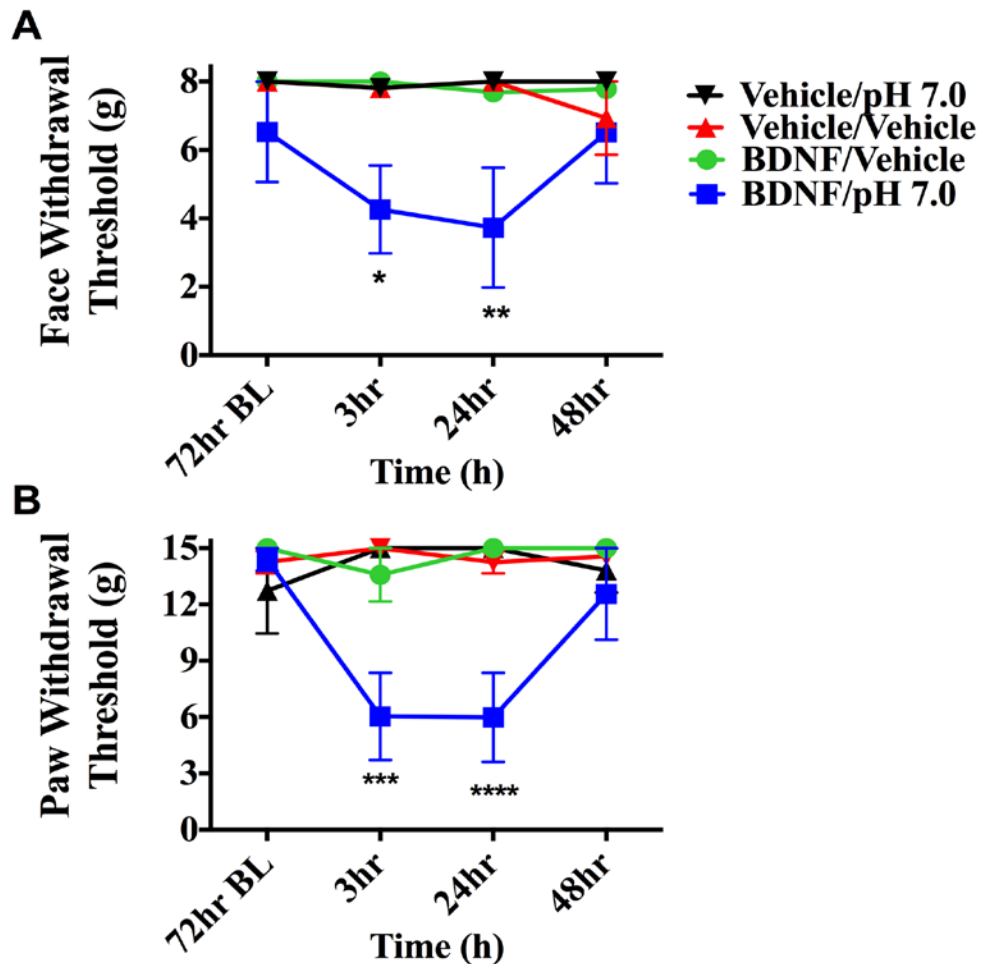 A
Face Withdrawal
Threshold (g)
8
6
4
2
0
*
**
72hr BL
3hr
24hr
48hr
Time (h)
Vehicle/pH 7.0
Vehicle/Vehicle
BDNF/Vehicle
BDNF/pH 7.0
B
Paw Withdrawal
Threshold (g)
15
12
9
6
3
0
***
****
72hr BL
3hr
24hr
48hr
Time (h)